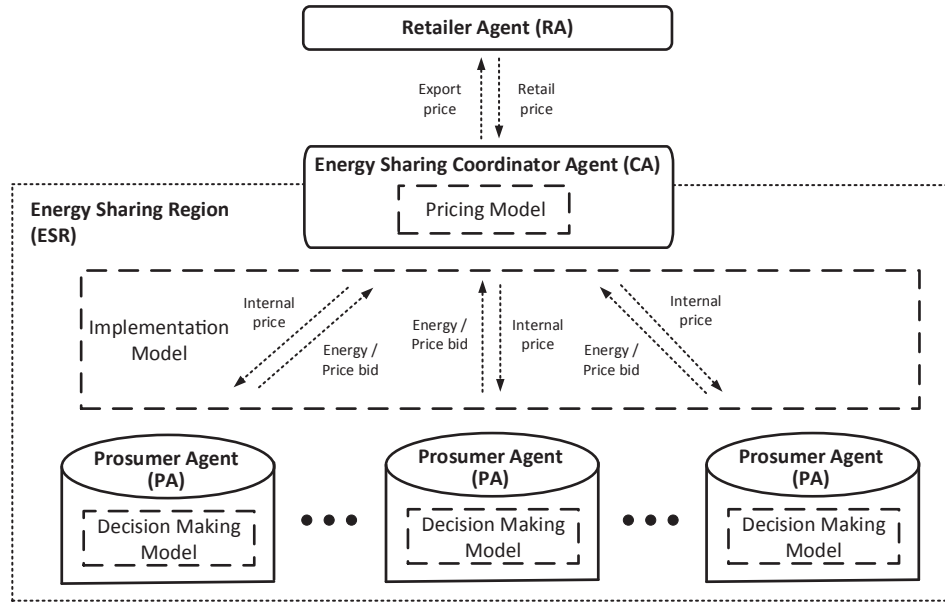 Retailer Agent (RA)
Export
price
Retail
price
Energy Sharing Coordinator Agent (CA)
Pricing Model
Energy Sharing Region
(ESR)
Implementation
Model
Internal
price
Energy /
Price bid
Energy /
Price bid
Internal
price
Energy /
Price bid
Internal
price
Prosumer Agent
(PA)
Decision Making
Model
Prosumer Agent
(PA)
Decision Making
Model
Prosumer Agent
(PA)
Decision Making
Model